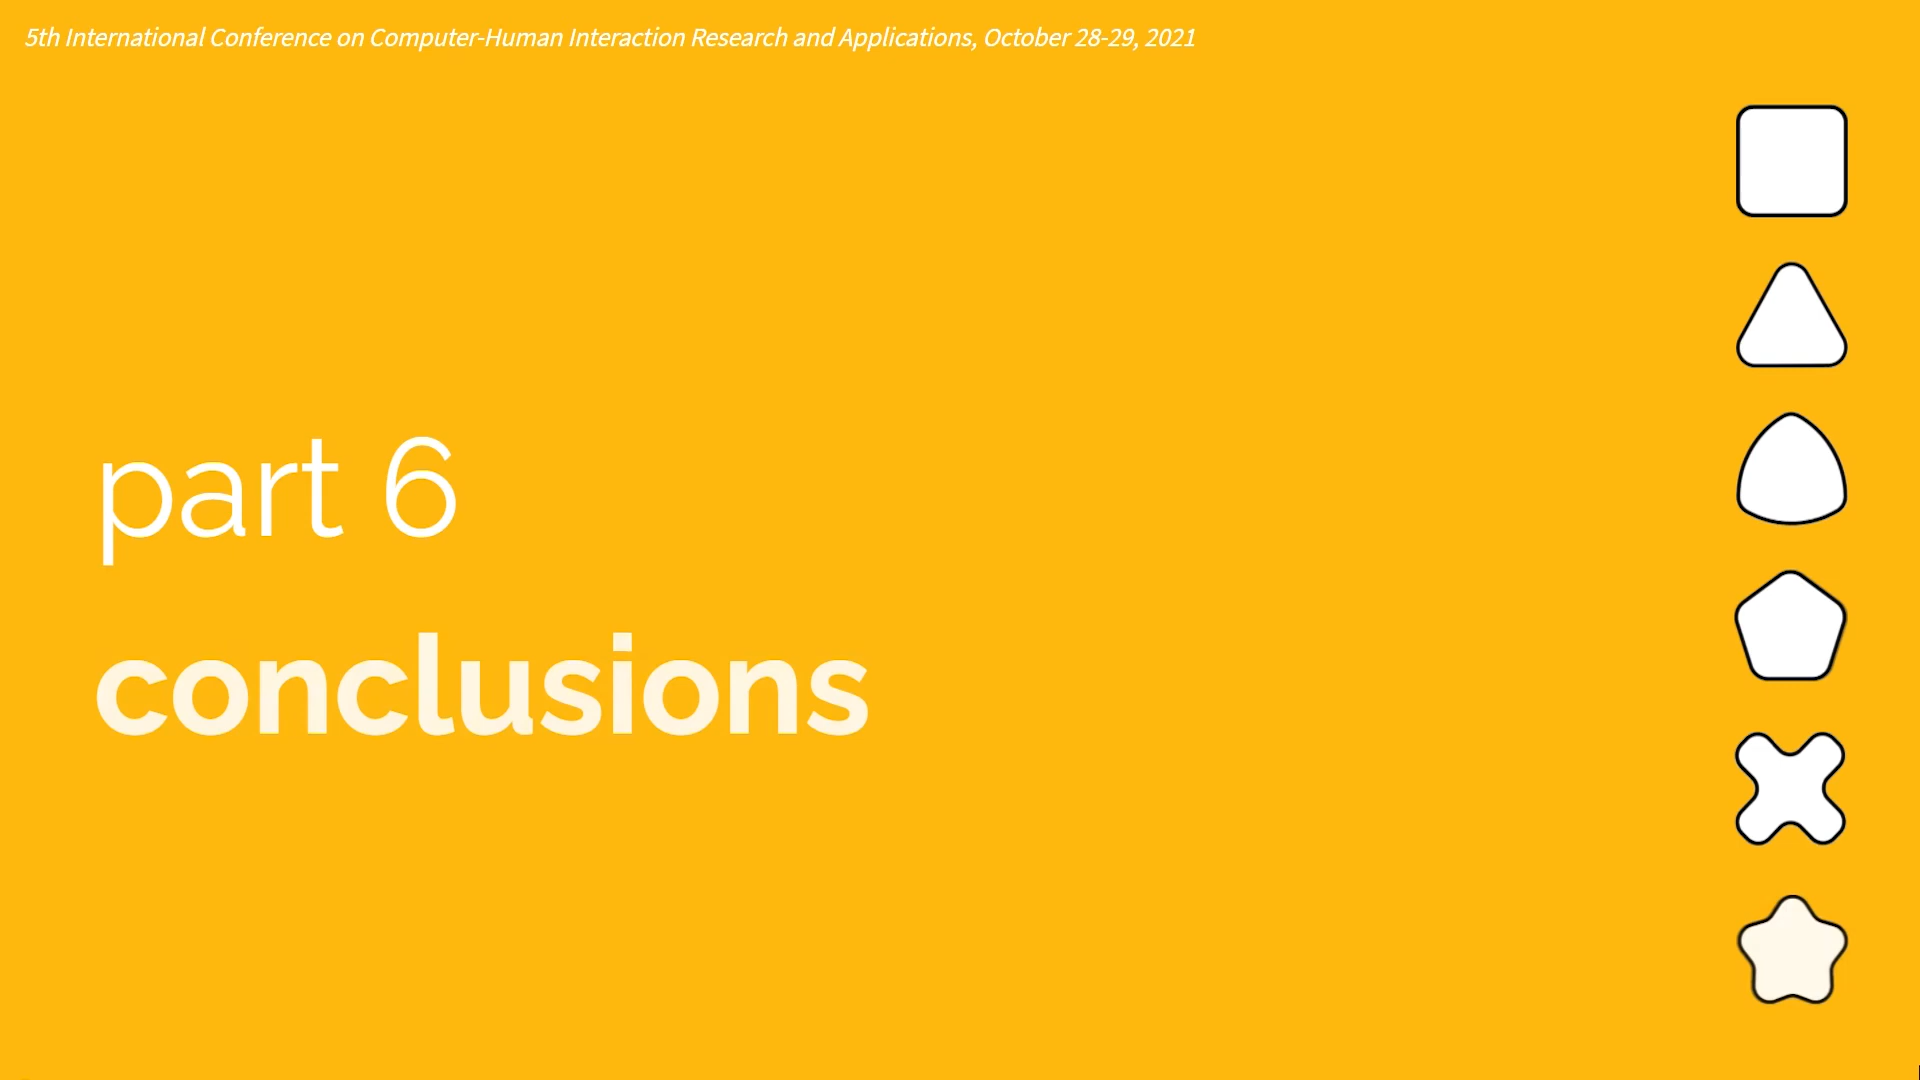 5th International Conference on Computer-Human Interaction Research and Applications, October 28-29, 2021
part 6
conclusions